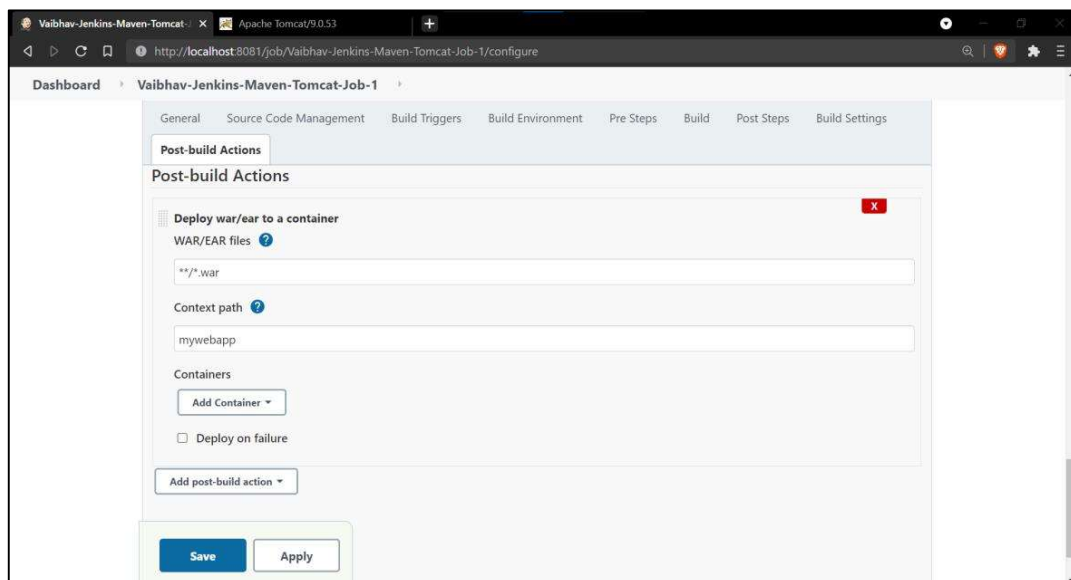 Vaibhav-Jenkins-Maven-Tomcat-J X Apache Tomcat/9.0.53 +
http://localhost:8081/job/Vaibhav-Jenkins-Maven-Tomcat-Job-1/configure
Dashboard Vaibhav-Jenkins-Maven-Tomcat-Job-1
General Source Code Management Build Triggers Build Environment Pre Steps Build Post Steps Build Settings
Post-build Actions
Post-build Actions
X
Deploy war/ear to a container
WAR/EAR files ?
**/*.war
Context path ?
mywebapp
Containers
Add Container
Deploy on failure
Add post-build action
Save Apply